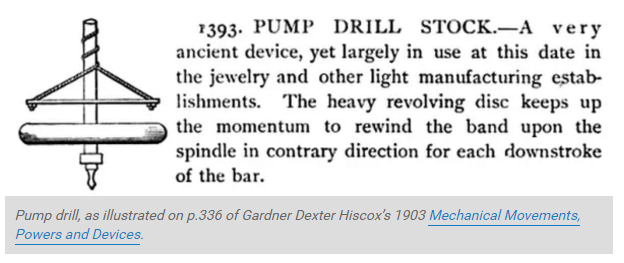 1393. PUMP DRILL STOCK.—A very
ancient device, yet largely in use at this date in
the jewelry and other light manufacturing estab-
lishments. The heavy revolving disc keeps up
the momentum to rewind the band upon the
spindle in contrary direction for each downstroke
of the bar.
Pump drill, as illustrated on p.336 of Gardner Dexter Hiscox's 1903 Mechanical Movements,
Powers and Devices.